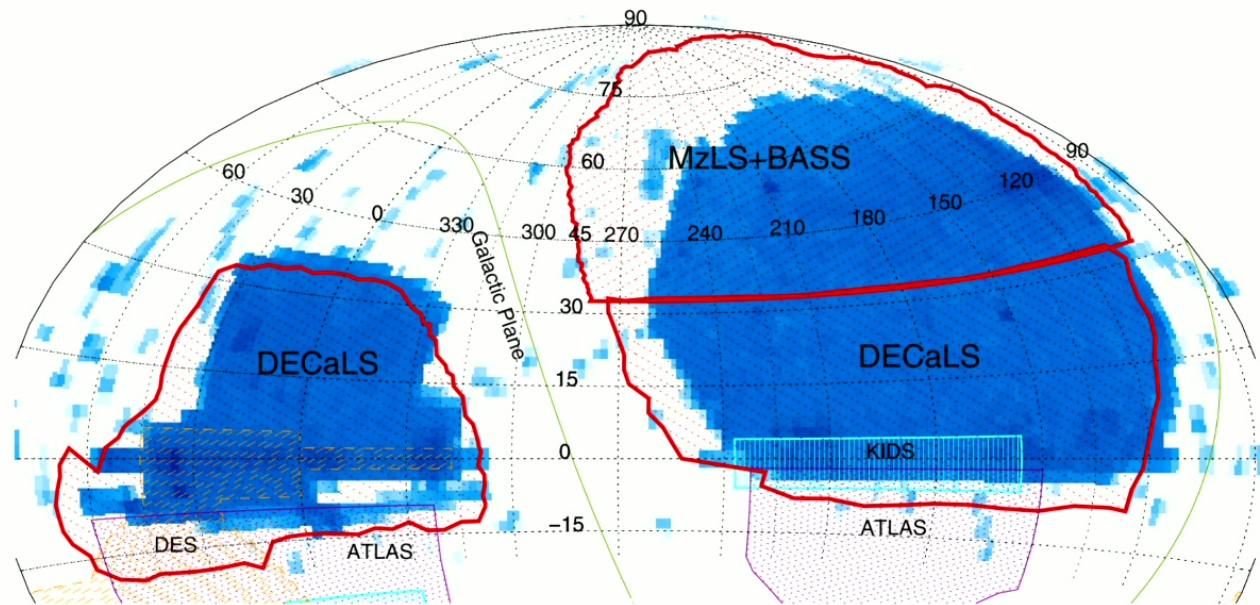 90
75
MzLS+BASS
90
60
60
120
30
150
0
180
330
210
300
45
270
240
Galactic Plane
30
DECaLS
DECaLS
15
0
KIDS
−15
ATLAS
DES
ATLAS